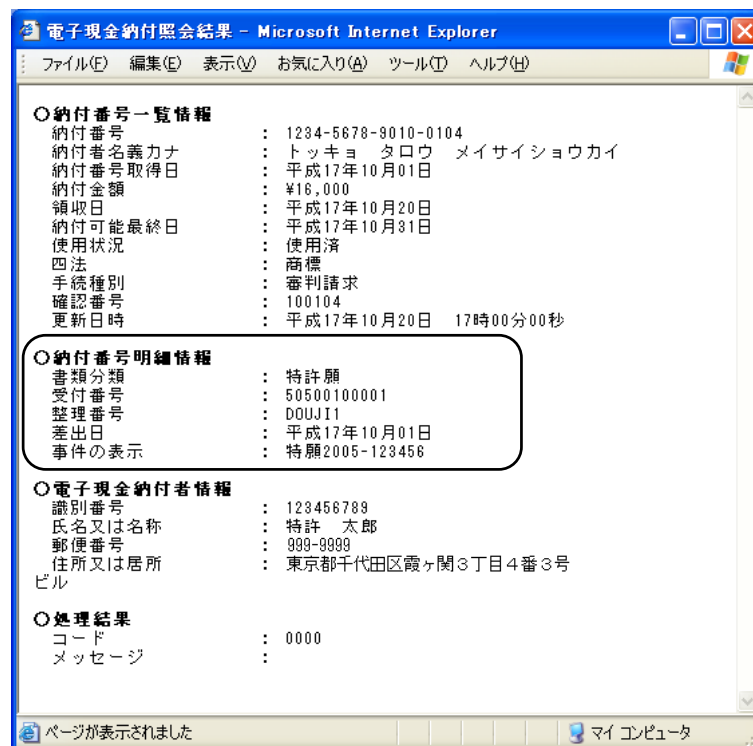 電子現金納付照会結果 - Microsoft Internet Explorer
ファイル(F) 編集(E) 表示(V) お気に入り(A) ツール(T) ヘルプ(H)
○納付番号一覧情報
納付番号 : 1234-5678-9010-0104
納付者名義カナ : トッキョ タロウ メイサイショウカイ
納付番号取得日 : 平成17年10月01日
納付金額 : ¥16,000
領収日 : 平成17年10月20日
納付可能最終日 : 平成17年10月31日
使用状況 : 使用済
四法 : 商標
手続種別 : 審判請求
確認番号 : 100104
更新日時 : 平成17年10月20日 17時00分00秒
○納付番号明細情報
書類分類 : 特許願
受付番号 : 50500100001
整理番号 : DOUJI1
差出日 : 平成17年10月01日
事件の表示 : 特願2005-123456
○電子現金納付者情報
識別番号 : 123456789
氏名又は名称 : 特許 太郎
郵便番号 : 999-9999
住所又は居所 : 東京都千代田区霞ヶ関3丁目4番3号
ビル
○処理結果
コード : 0000
メッセージ :
ページが表示されました マイ コンピュータ